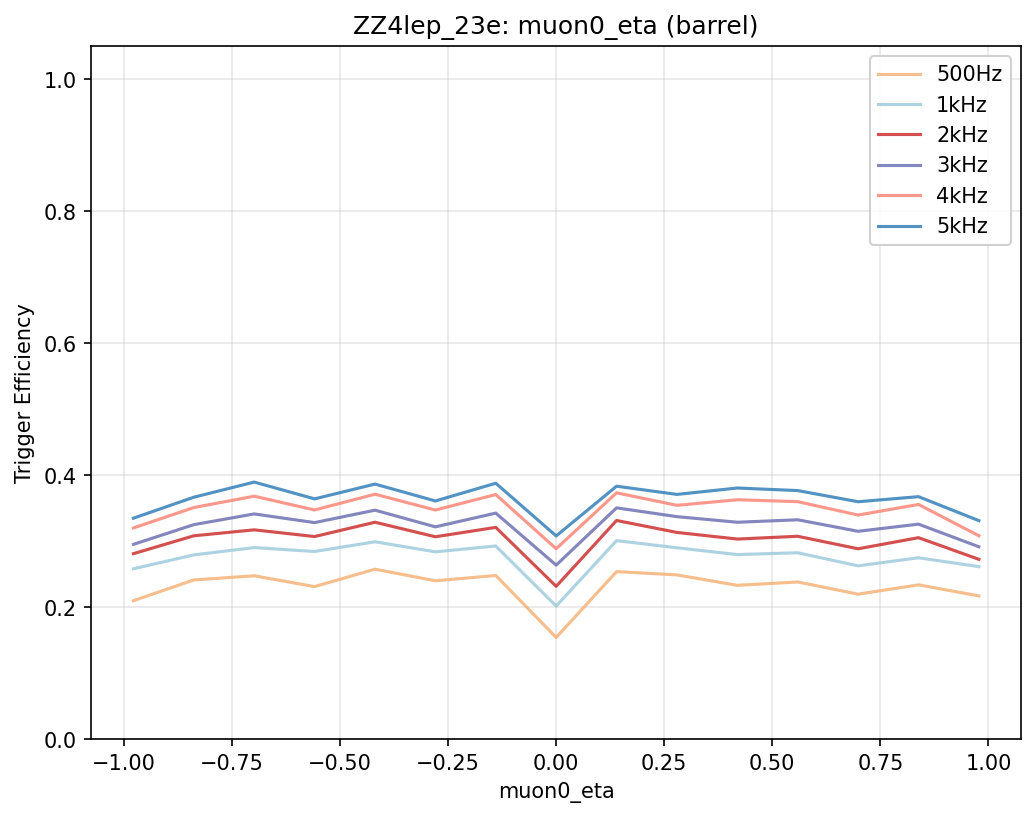 ZZ4lep_23e: muon0_eta (barrel)
500Hz
1kHz
2kHz
3kHz
4kHz
5kHz
Trigger Efficiency
1.0
0.8
0.6
0.4
0.2
0.0
−1.00 −0.75 −0.50 −0.25 0.00 0.25 0.50 0.75 1.00
muon0_eta